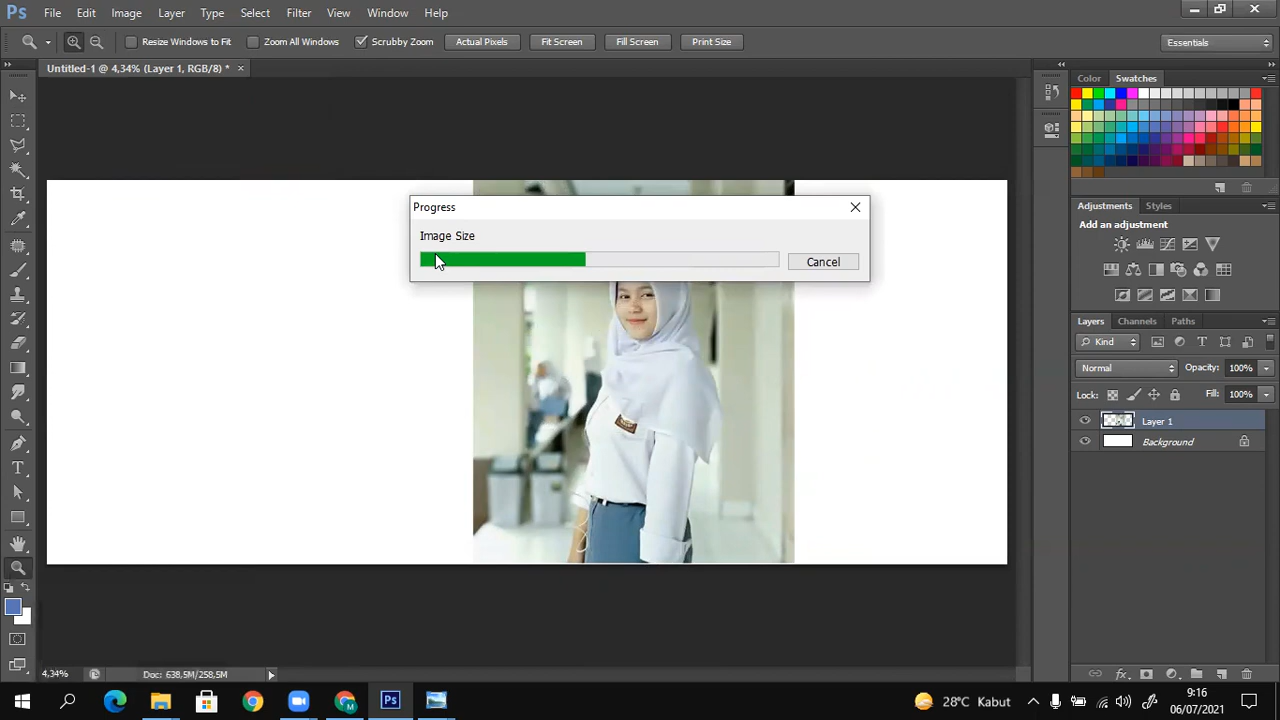 Ps File Edit Image Layer Type Select Filter View Window Help
Resize Windows to Fit Zoom All Windows Scrubby Zoom Actual Pixels Fit Screen Fill Screen Print Size Essentials
Untitled-1 @ 4,34% (Layer 1, RGB/8) * ×
Color Swatches
Progress
Image Size
Cancel
Adjustments Styles
Add an adjustment
Layers Channels Paths
Kind
Normal Opacity: 100%
Lock: Fill: 100%
Layer 1
Background
4,34% Doc: 638,5M/258,5M
Ps 28°C Kabut 9:16
06/07/2021